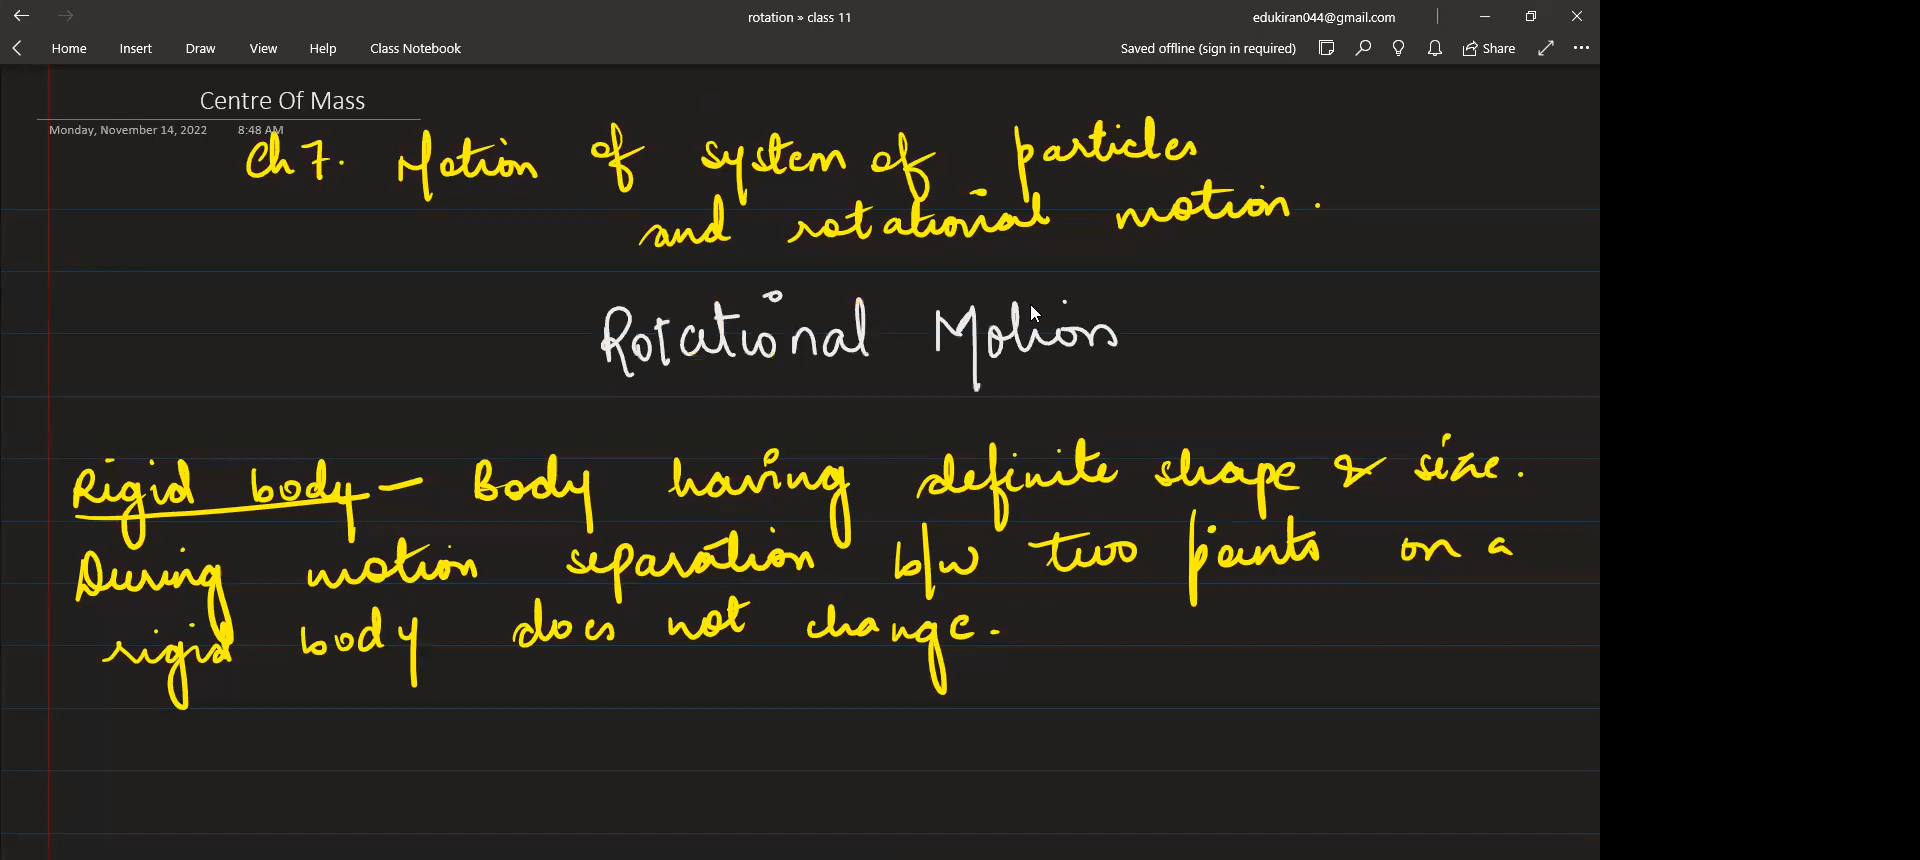 rotation » class 11
edukiran044@gmail.com
Home Insert Draw View Help Class Notebook
Saved offline (sign in required) Share
Centre Of Mass
Monday, November 14, 2022 8:48 AM
Ch 7. Motion of system of particles
and rotational motion.
Rotational Motion
Rigid body - Body having definite shape & size.
During motion separation b/w two points on a
rigid body does not change.